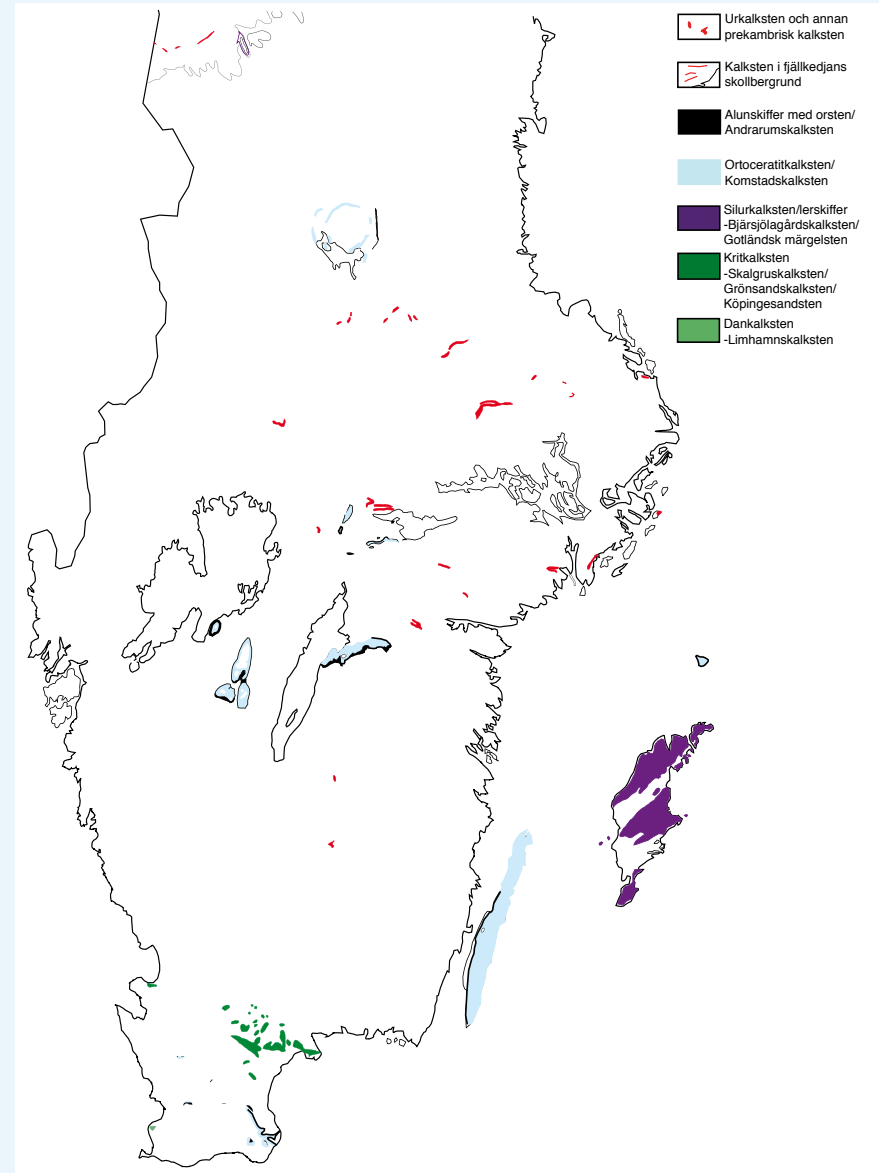 Urkalksten och annan
prekambrisk kalksten
Kalksten i fjällkedjans
skollbergrund
Alunskiffer med orsten/
Andrarumskalksten
Ortoceratitkalksten/
Komstadskalksten
Silurkalksten/lerskiffer
-Bjärsjölagårdskalksten/
Gotländsk märgelsten
Kritkalksten
-Skalgruskalksten/
Grönsandskalksten/
Köpingesandsten
Dankalksten
-Limhamnskalksten